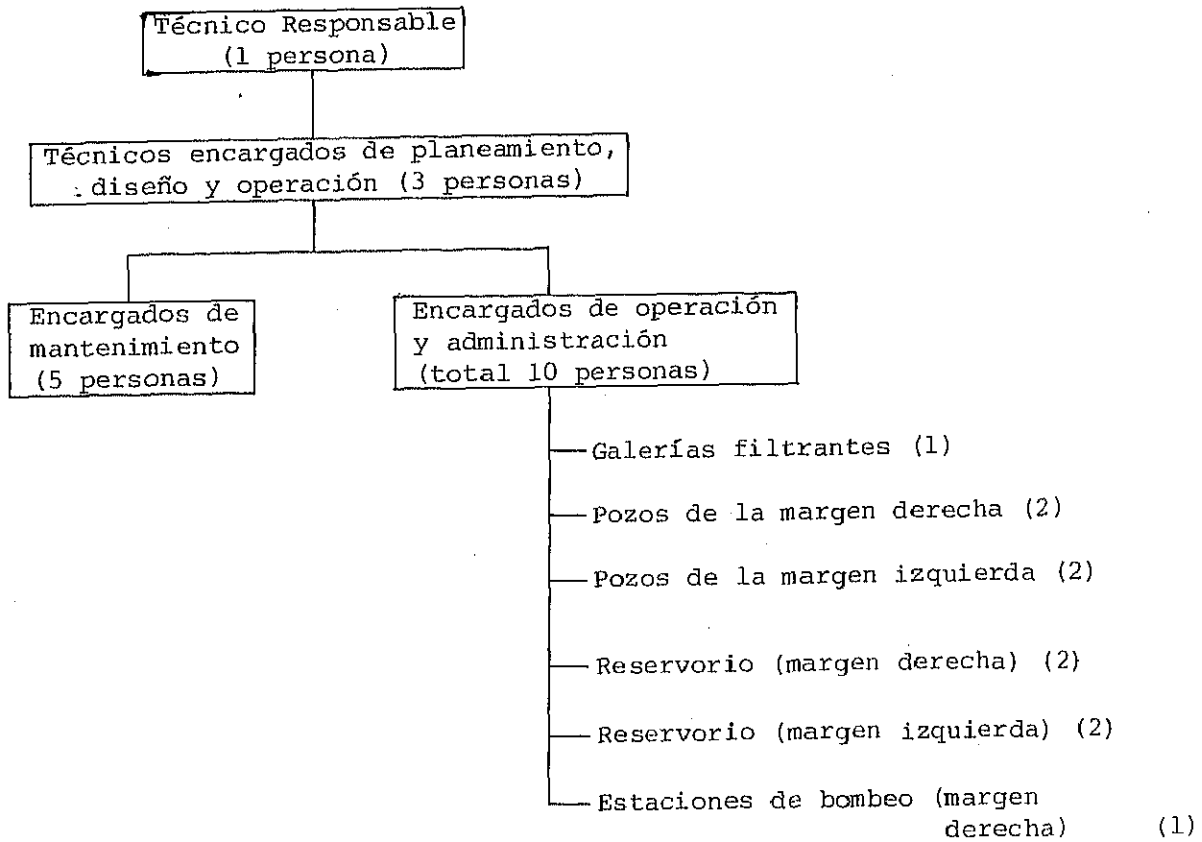 Técnico Responsable
(1 persona)
Técnicos encargados de planeamiento,
diseño y operación (3 personas)
Encargados de
mantenimiento
(5 personas)
Encargados de operación
y administración
(total 10 personas)
Galerías filtrantes (1)
Pozos de la margen derecha (2)
Pozos de la margen izquierda (2)
Reservorio (margen derecha) (2)
Reservorio (margen izquierda) (2)
Estaciones de bombeo (margen
derecha) (1)